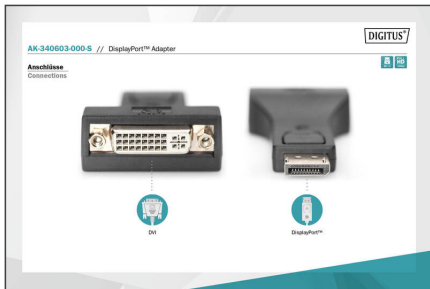 DIGITUS®
AK-340603-000-S // DisplayPort™ Adapter
Anschlüsse
Connections
DVI
DisplayPort™